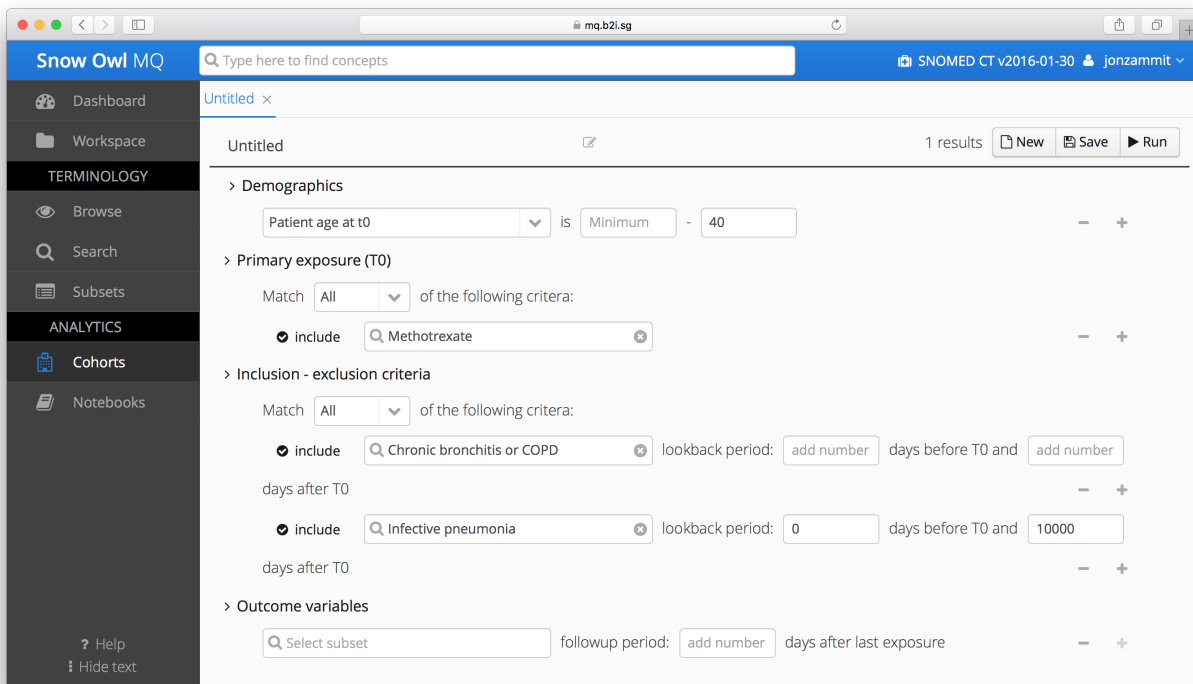 mq.b2i.sg
Snow Owl MQ
Type here to find concepts
SNOMED CT v2016-01-30
jonzammit
Dashboard
Workspace
TERMINOLOGY
Browse
Search
Subsets
ANALYTICS
Cohorts
Notebooks
? Help
Hide text
Untitled ×
Untitled
1 results
New
Save
Run
Demographics
Patient age at t0 is Minimum - 40
Primary exposure (T0)
Match All of the following critera:
include Methotrexate
Inclusion - exclusion criteria
Match All of the following critera:
include Chronic bronchitis or COPD lookback period: add number days before T0 and add number
days after T0
include Infective pneumonia lookback period: 0 days before T0 and 10000
days after T0
Outcome variables
Select subset followup period: add number days after last exposure